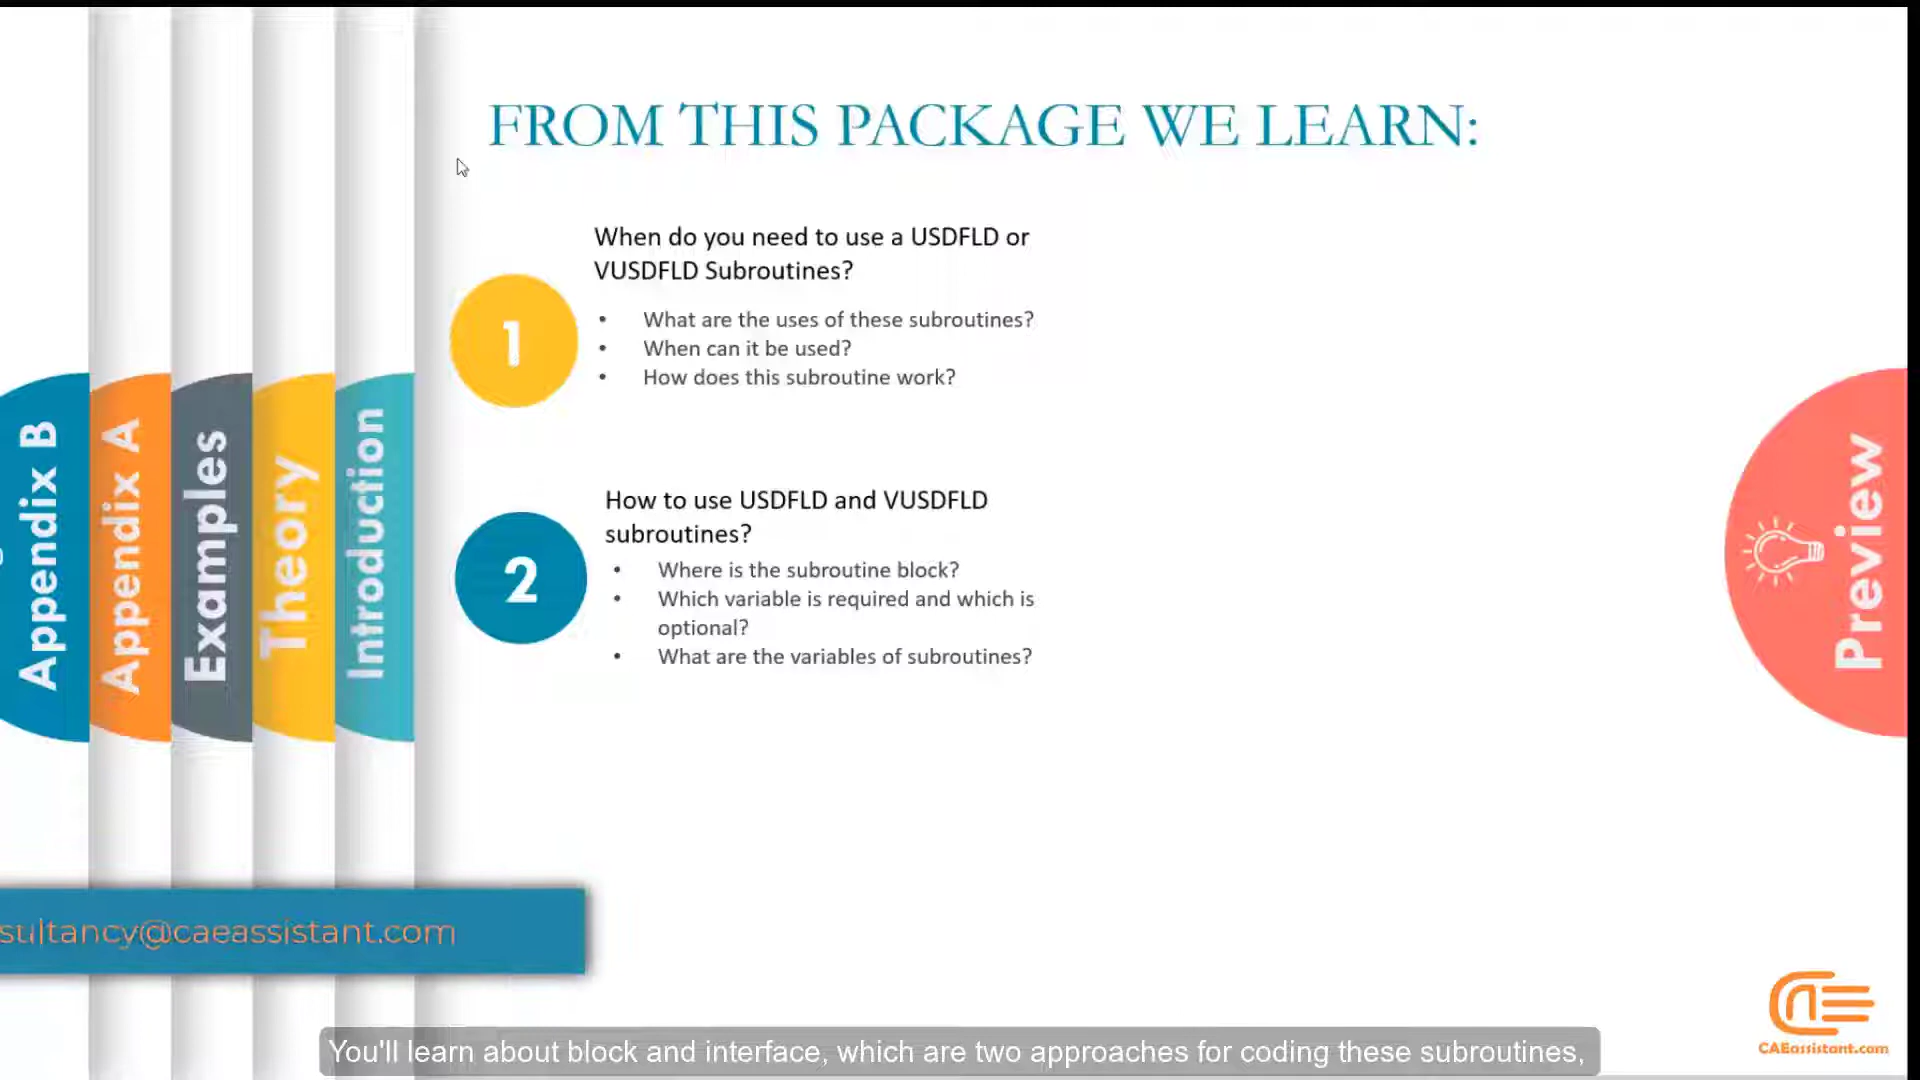 FROM THIS PACKAGE WE LEARN:
When do you need to use a USDFLD or
VUSDFLD Subroutines?
1
• What are the uses of these subroutines?
• When can it be used?
• How does this subroutine work?
How to use USDFLD and VUSDFLD
subroutines?
2
• Where is the subroutine block?
• Which variable is required and which is
optional?
• What are the variables of subroutines?
Appendix B
Appendix A
Examples
Theory
Introduction
Preview
sultancy@caeassistant.com
CAEassistant.com
You'll learn about block and interface, which are two approaches for coding these subroutines,